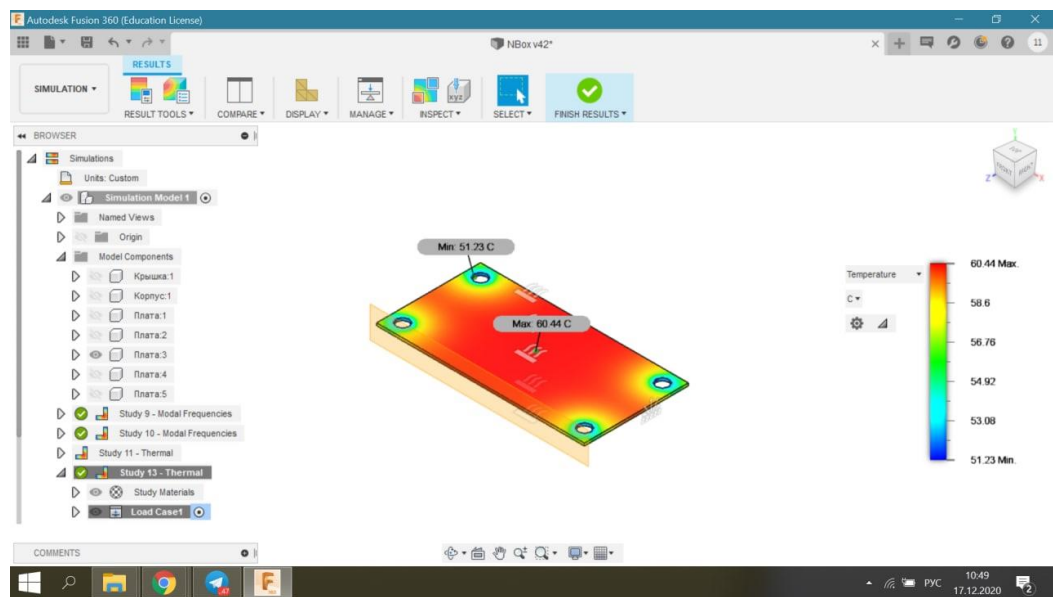 Autodesk Fusion 360 (Education License)
NBox v42*
11
RESULTS
SIMULATION
RESULT TOOLS
COMPARE
DISPLAY
MANAGE
INSPECT
SELECT
FINISH RESULTS
BROWSER
Simulations
Units: Custom
Simulation Model 1
Named Views
Origin
Model Components
Крышка:1
Корпус:1
Плата:1
Плата:2
Плата:3
Плата:4
Плата:5
Study 9 - Modal Frequencies
Study 10 - Modal Frequencies
Study 11 - Thermal
Study 13 - Thermal
Study Materials
Load Case1
Min: 51.23 C
Max: 60.44 C
TOP
FRONT
RIGHT
Y
Z
X
Temperature
C
60.44 Max.
58.6
56.76
54.92
53.08
51.23 Min.
COMMENTS
РУС
10:49
17.12.2020
2